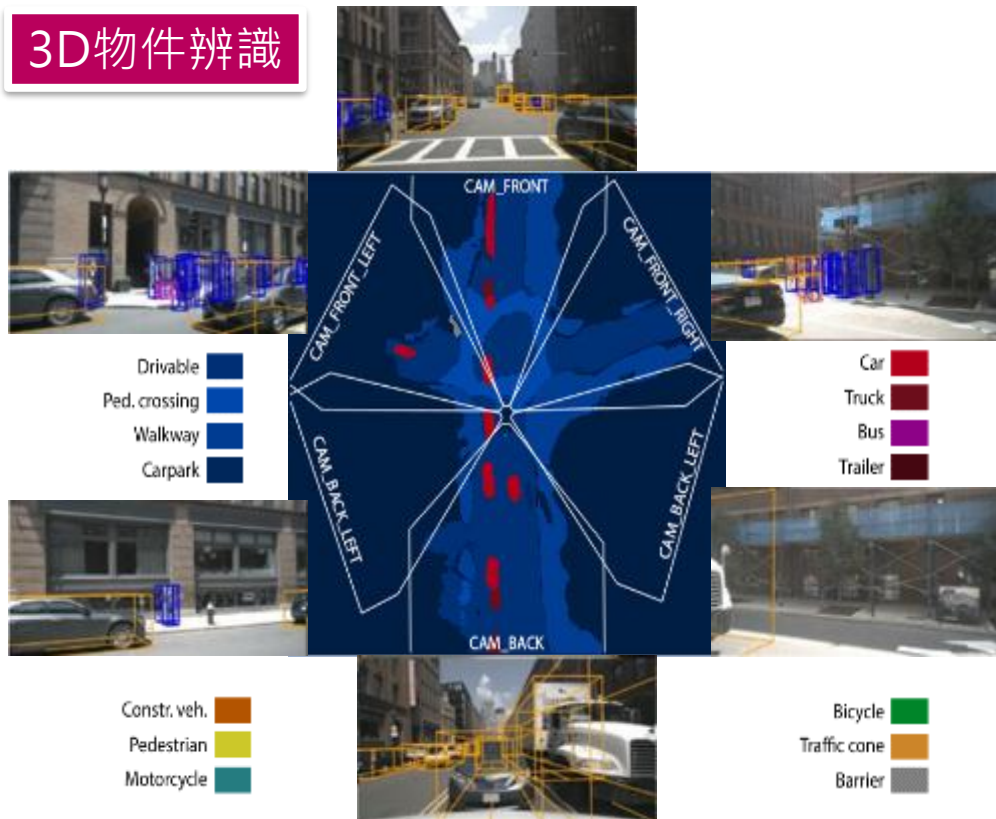 3D物件辨識
CAM_FRONT
CAM_FRONT_LEFT
CAM_FRONT_RIGHT
Drivable
Ped. crossing
Walkway
Carpark
Car
Truck
Bus
Trailer
CAM_BACK_LEFT
CAM_BACK_LEFT
CAM_BACK
Constr. veh.
Pedestrian
Motorcycle
Bicycle
Traffic cone
Barrier